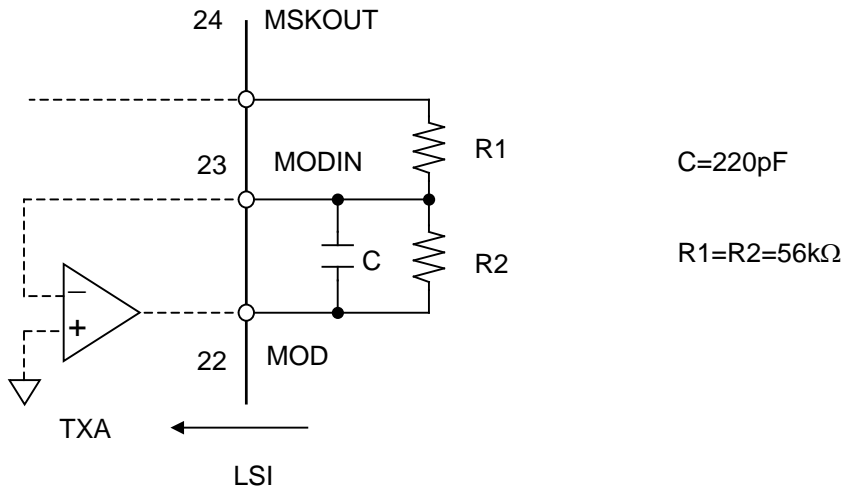 24 MSKOUT
R1
23 MODIN
C=220pF
C
R2
R1=R2=56kΩ
−
+
22 MOD
TXA
LSI